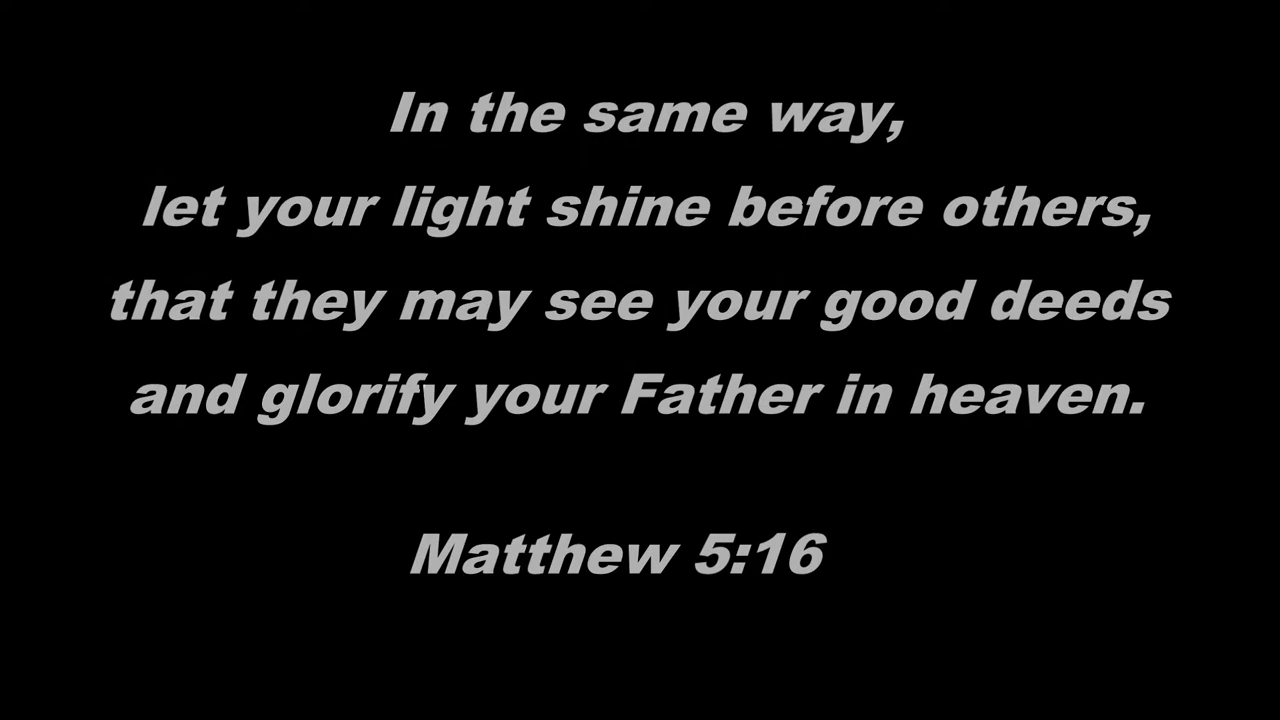 In the same way,
let your light shine before others,
that they may see your good deeds
and glorify your Father in heaven.
Matthew 5:16